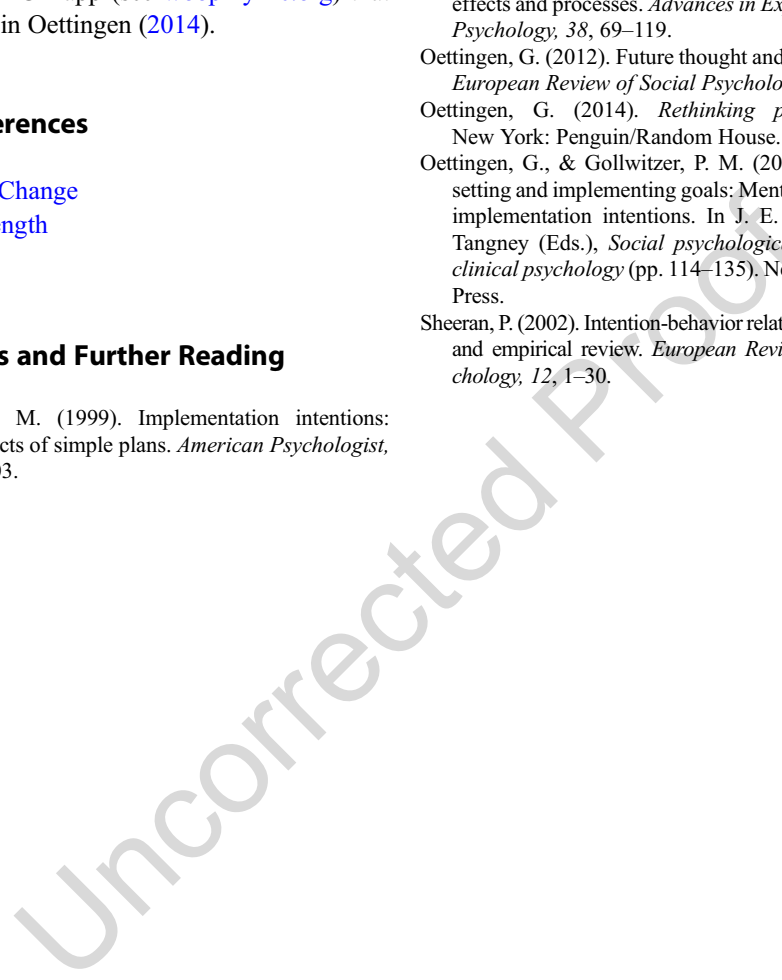 in Oettingen (2014).
erences
Change
ength
s and Further Reading
M. (1999). Implementation intentions:
cts of simple plans. American Psychologist,
03.
effects and processes. Advances in Ex
Psychology, 38, 69–119.
Oettingen, G. (2012). Future thought and
European Review of Social Psycholo
Oettingen, G. (2014). Rethinking p
New York: Penguin/Random House.
Oettingen, G., & Gollwitzer, P. M. (20
setting and implementing goals: Ment
implementation intentions. In J. E.
Tangney (Eds.), Social psychologica
clinical psychology (pp. 114–135). Ne
Press.
Sheeran, P. (2002). Intention-behavior relat
and empirical review. European Revi
chology, 12, 1–30.
Uncorrected Proof